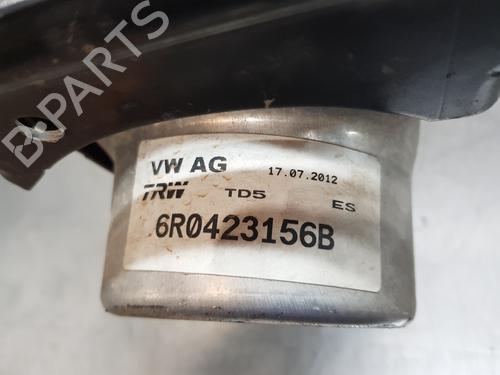 B-PARTS
VW AG 17.07.2012
TRW TD5 ES
6R0423156B